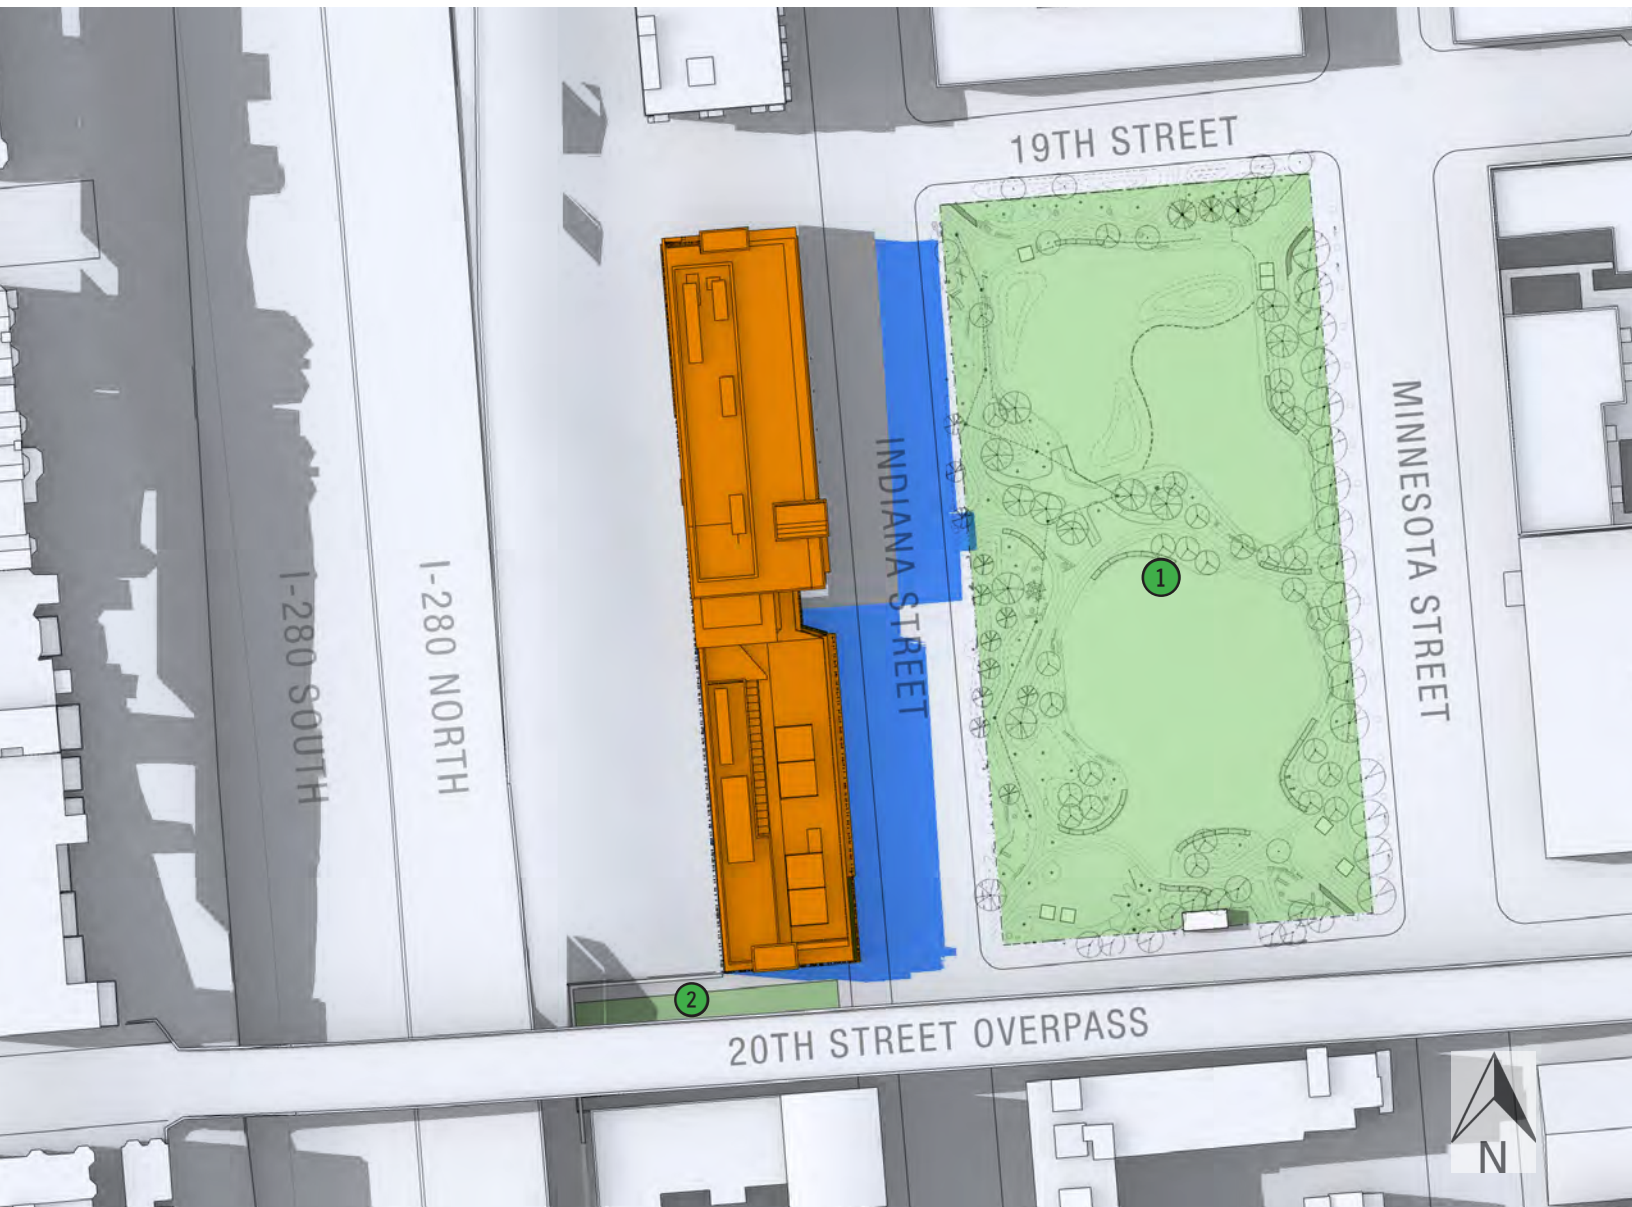 19TH STREET
INDIANA STREET
MINNESOTA STREET
I-280 SOUTH
I-280 NORTH
1
2
20TH STREET OVERPASS
N